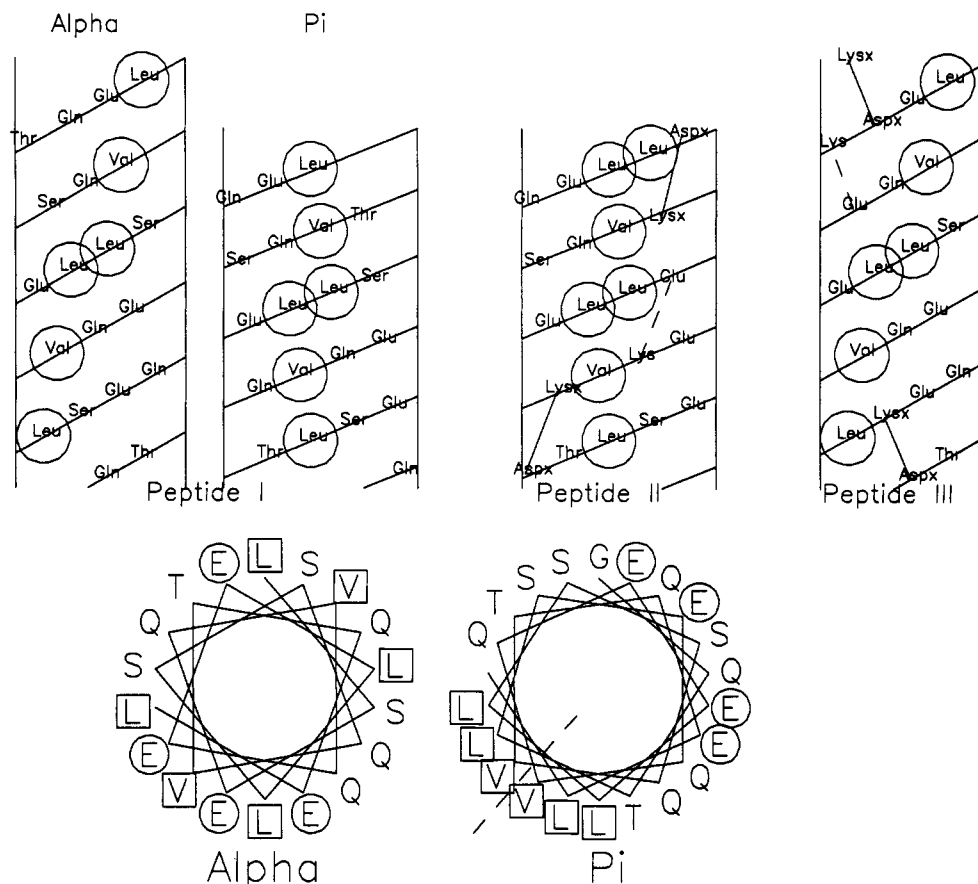 Alpha
Thr Gln Glu Leu
Ser Gln Val
Glu Leu Leu Ser
Val Gln Glu
Leu Ser Glu Gln
Gln Thr
Pi
Gln Glu Leu
Ser Gln Val Thr
Glu Leu Leu Ser
Gln Val Gln Glu
Thr Leu Ser Glu
Gln
Peptide I
Gln Glu Leu Leu Aspx
Ser Gln Val Lysx
Glu Leu Leu Glu
Lysx Val Lys Glu
Aspx Thr Leu Ser Glu
Peptide II
Lysx
Lys Aspx Glu Leu
Glu Gln Val
Glu Leu Leu Ser
Val Gln Glu
Leu Lysx Glu Gln
Aspx Thr
Peptide III
E L S
T V
Q Q
S L
L S
E Q
V Q
E L E
Alpha
S S G E Q
T E
Q S
Q
L E
L E
V Q
V L L T Q
Pi